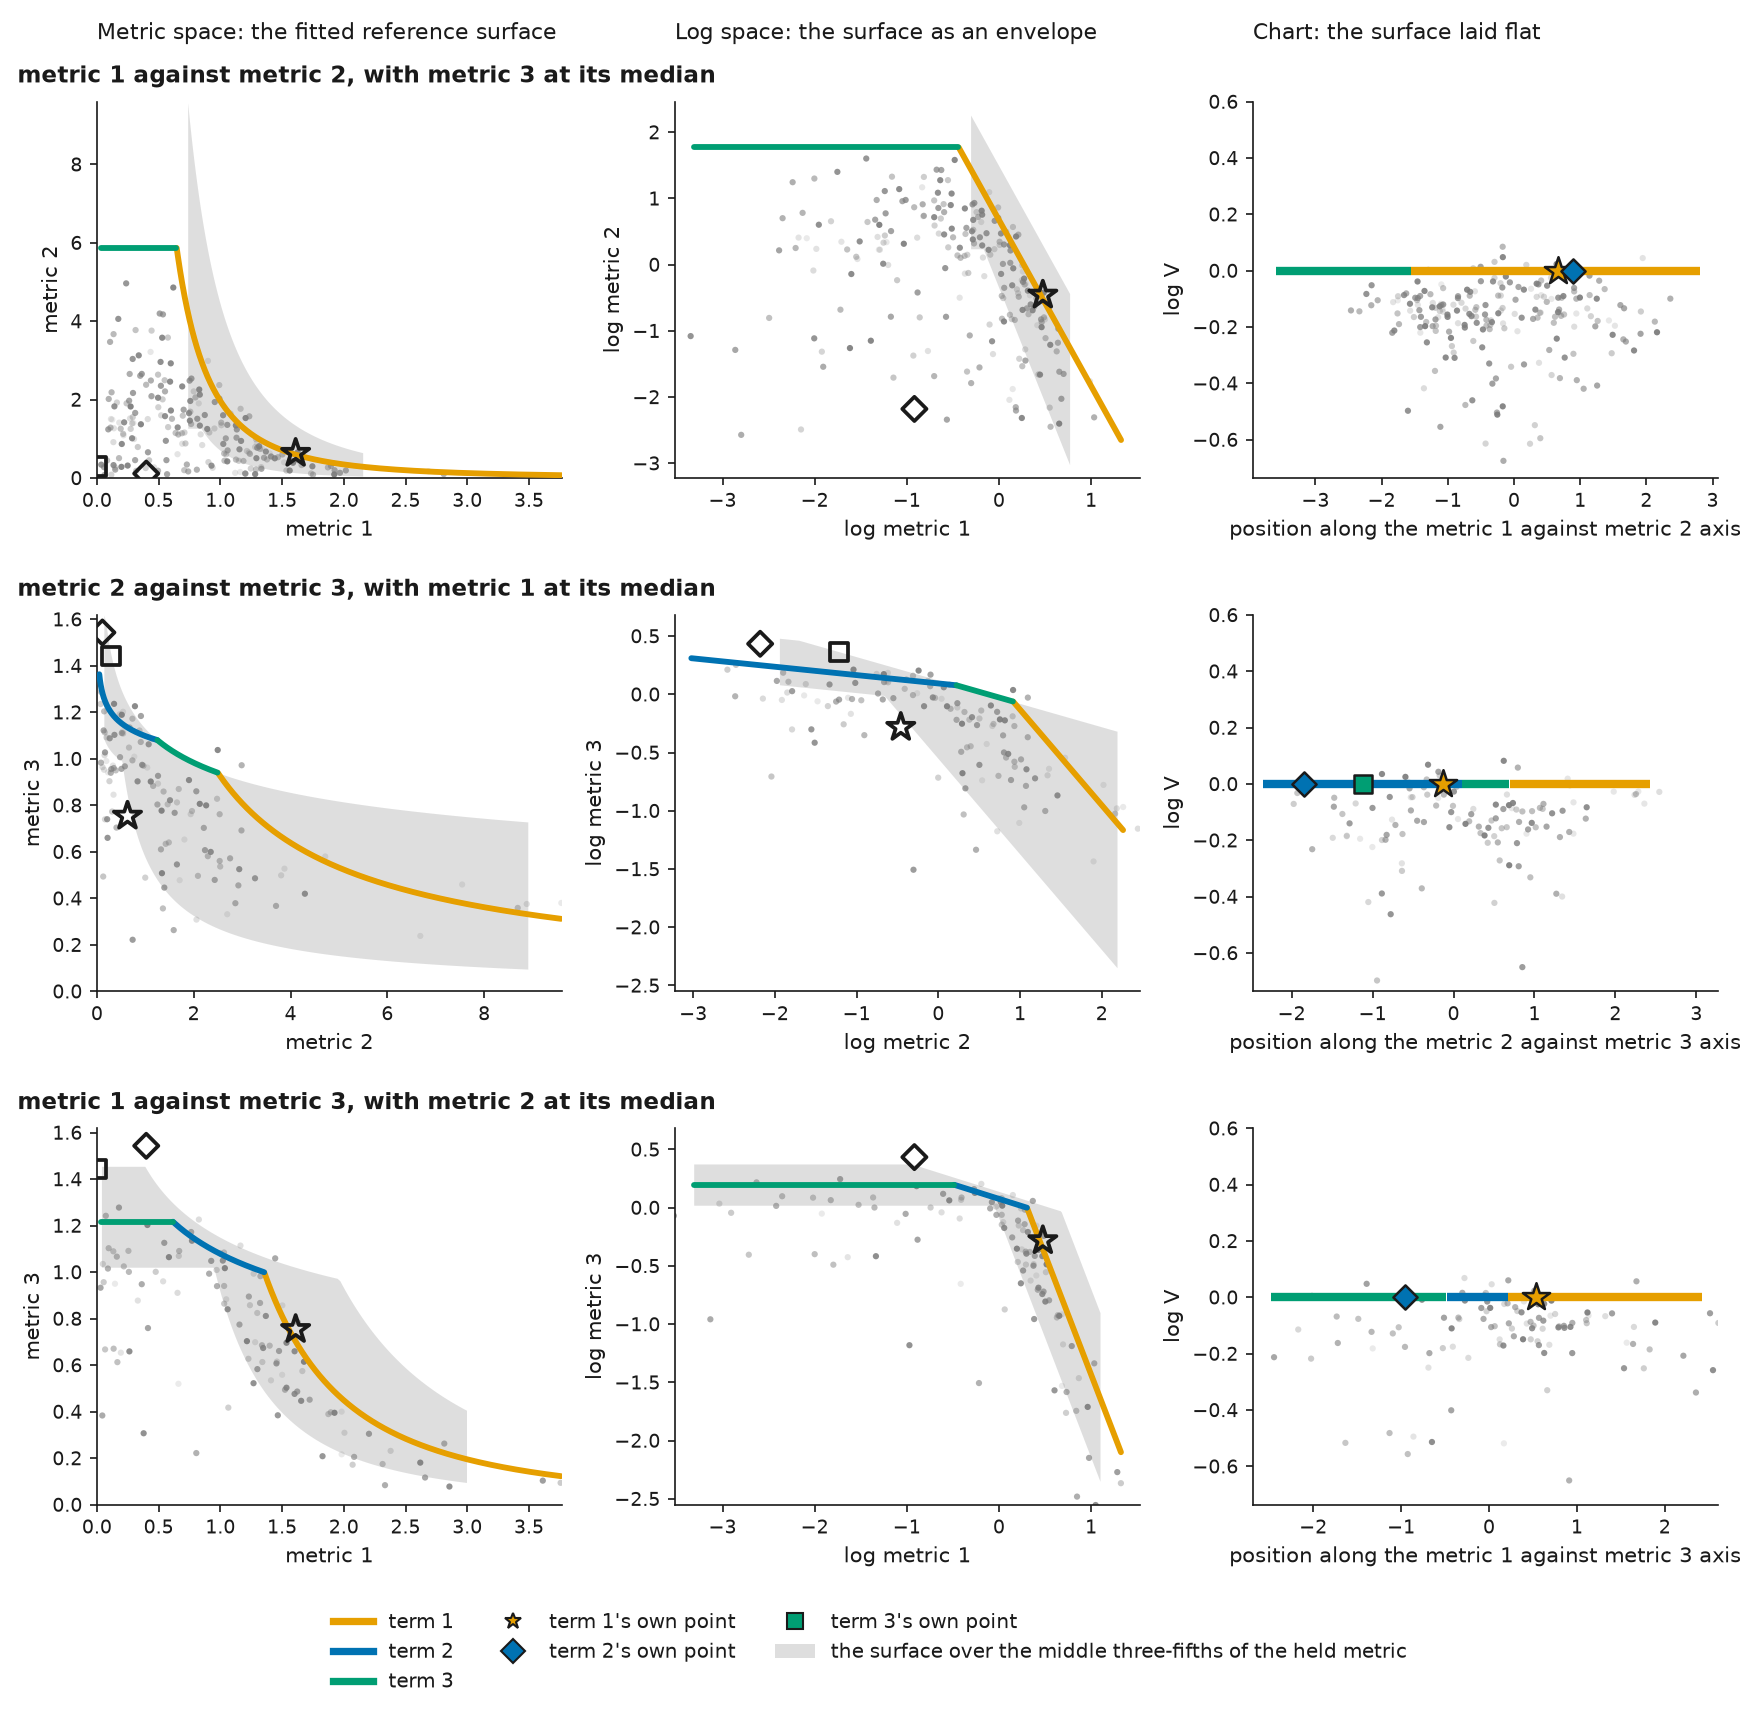 Metric space: the fitted reference surface
Log space: the surface as an envelope
Chart: the surface laid flat
metric 1 against metric 2, with metric 3 at its median
8
6
4
2
0
metric 2
0.0 0.5 1.0 1.5 2.0 2.5 3.0 3.5
metric 1
2
1
0
−1
−2
−3
log metric 2
−3 −2 −1 0 1
log metric 1
0.6
0.4
0.2
0.0
−0.2
−0.4
−0.6
log V
−3 −2 −1 0 1 2 3
position along the metric 1 against metric 2 axis
metric 2 against metric 3, with metric 1 at its median
1.6
1.4
1.2
1.0
0.8
0.6
0.4
0.2
0.0
metric 3
0 2 4 6 8
metric 2
0.5
0.0
−0.5
−1.0
−1.5
−2.0
−2.5
log metric 3
−3 −2 −1 0 1 2
log metric 2
0.6
0.4
0.2
0.0
−0.2
−0.4
−0.6
log V
−2 −1 0 1 2 3
position along the metric 2 against metric 3 axis
metric 1 against metric 3, with metric 2 at its median
1.6
1.4
1.2
1.0
0.8
0.6
0.4
0.2
0.0
metric 3
0.0 0.5 1.0 1.5 2.0 2.5 3.0 3.5
metric 1
0.5
0.0
−0.5
−1.0
−1.5
−2.0
−2.5
log metric 3
−3 −2 −1 0 1
log metric 1
0.6
0.4
0.2
0.0
−0.2
−0.4
−0.6
log V
−2 −1 0 1 2
position along the metric 1 against metric 3 axis
term 1
term 2
term 3
term 1's own point
term 2's own point
term 3's own point
the surface over the middle three-fifths of the held metric